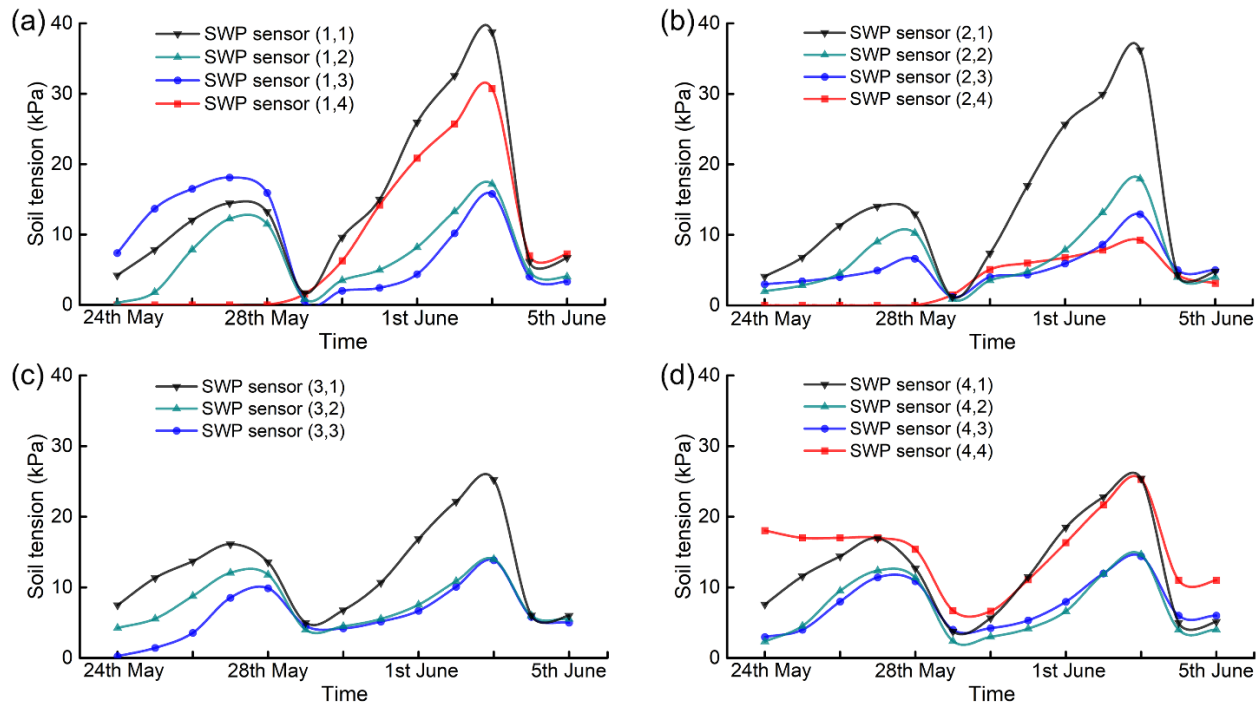 (a)
40
30
20
10
0
Soil tension (kPa)
SWP sensor (1,1)
SWP sensor (1,2)
SWP sensor (1,3)
SWP sensor (1,4)
24th May
28th May
1st June
5th June
Time
(b)
40
30
20
10
0
Soil tension (kPa)
SWP sensor (2,1)
SWP sensor (2,2)
SWP sensor (2,3)
SWP sensor (2,4)
24th May
28th May
1st June
5th June
Time
(c)
40
30
20
10
0
Soil tension (kPa)
SWP sensor (3,1)
SWP sensor (3,2)
SWP sensor (3,3)
24th May
28th May
1st June
5th June
Time
(d)
40
30
20
10
0
Soil tension (kPa)
SWP sensor (4,1)
SWP sensor (4,2)
SWP sensor (4,3)
SWP sensor (4,4)
24th May
28th May
1st June
5th June
Time